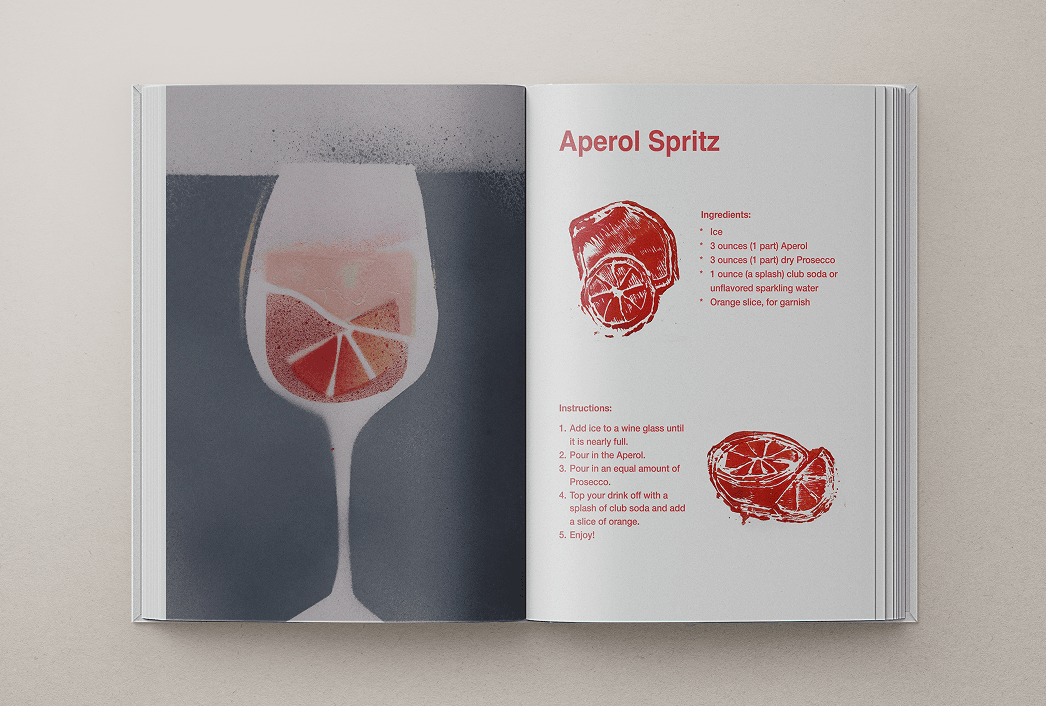 Aperol Spritz
Ingredients:
* Ice
* 3 ounces (1 part) Aperol
* 3 ounces (1 part) dry Prosecco
* 1 ounce (a splash) club soda or
unflavored sparkling water
* Orange slice, for garnish
Instructions:
1. Add ice to a wine glass until
it is nearly full.
2. Pour in the Aperol.
3. Pour in an equal amount of
Prosecco.
4. Top your drink off with a
splash of club soda and add
a slice of orange.
5. Enjoy!